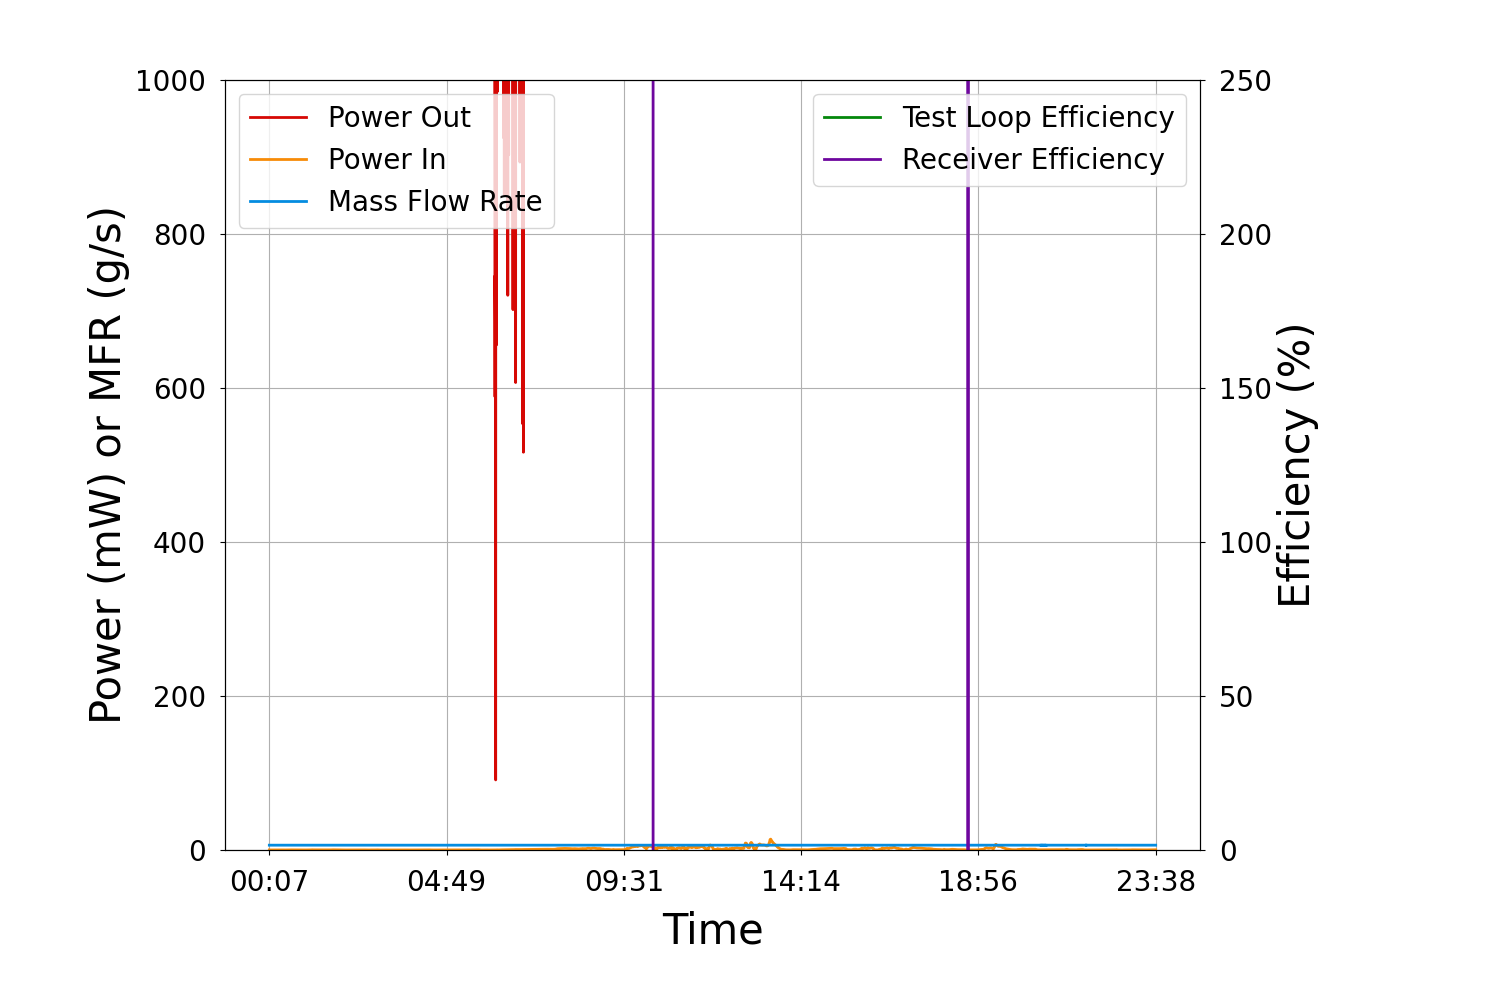 Power (mW) or MFR (g/s)
1000
800
600
400
200
0
Power Out
Power In
Mass Flow Rate
Test Loop Efficiency
Receiver Efficiency
250
200
150
100
50
0
Efficiency (%)
00:07 04:49 09:31 14:14 18:56 23:38
Time